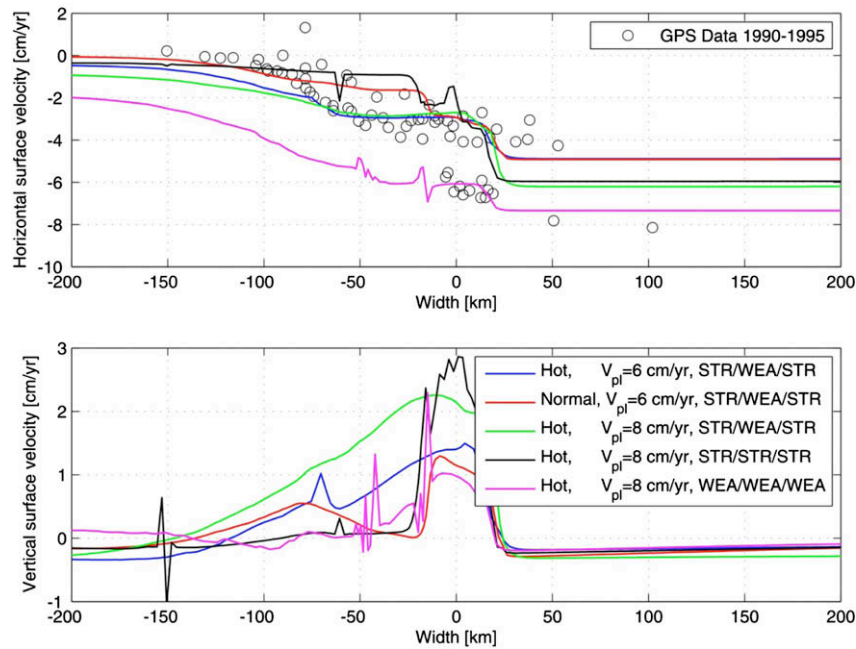 2
0
-2
-4
-6
-8
-10
Horizontal surface velocity [cm/yr]
GPS Data 1990-1995
-200 -150 -100 -50 0 50 100 150 200
Width [km]
3
2
1
0
-1
Vertical surface velocity [cm/yr]
Hot, V_pl=6 cm/yr, STR/WEA/STR
Normal, V_pl=6 cm/yr, STR/WEA/STR
Hot, V_pl=8 cm/yr, STR/WEA/STR
Hot, V_pl=8 cm/yr, STR/STR/STR
Hot, V_pl=8 cm/yr, WEA/WEA/WEA
-200 -150 -100 -50 0 50 100 150 200
Width [km]